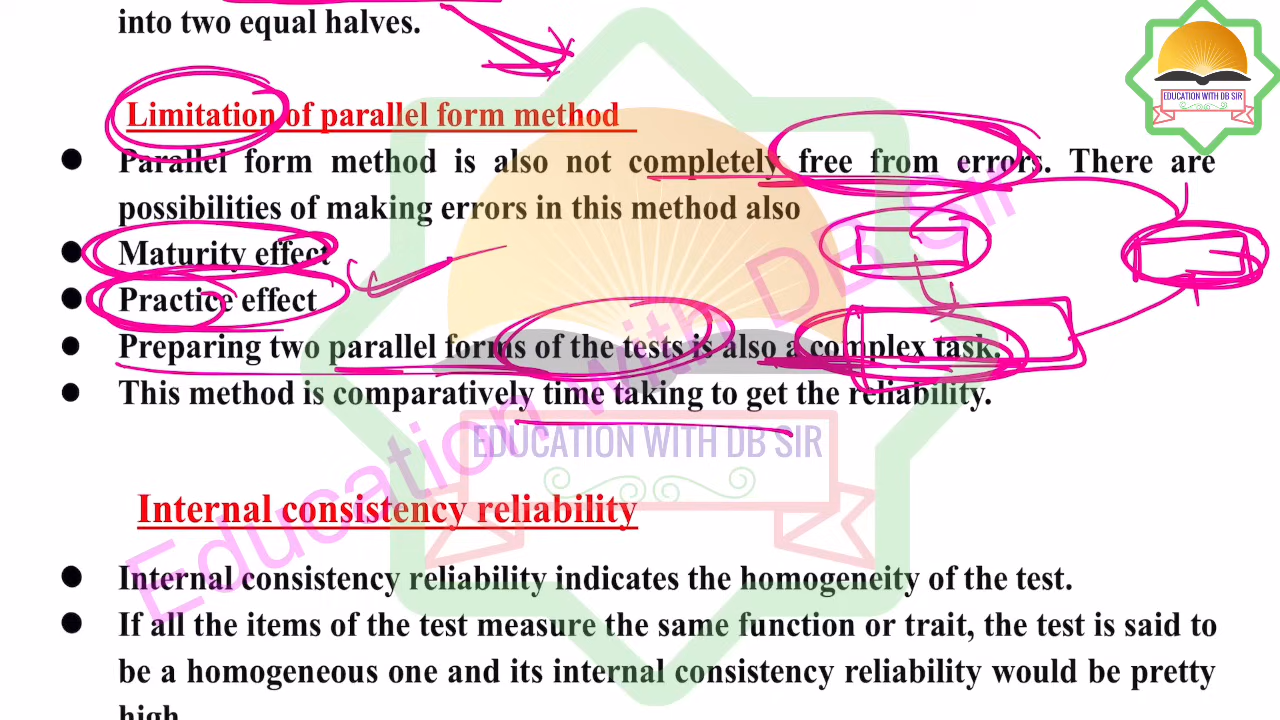 into two equal halves.
EDUCATION WITH DB SIR
Limitation of parallel form method
● Parallel form method is also not completely free from errors. There are
possibilities of making errors in this method also
● Maturity effect
● Practice effect
● Preparing two parallel forms of the tests is also a complex task.
● This method is comparatively time taking to get the reliability.
EDUCATION WITH DB SIR
Education with DB Sir
Internal consistency reliability
● Internal consistency reliability indicates the homogeneity of the test.
● If all the items of the test measure the same function or trait, the test is said to
be a homogeneous one and its internal consistency reliability would be pretty
high